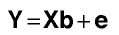 Y = Xb + e